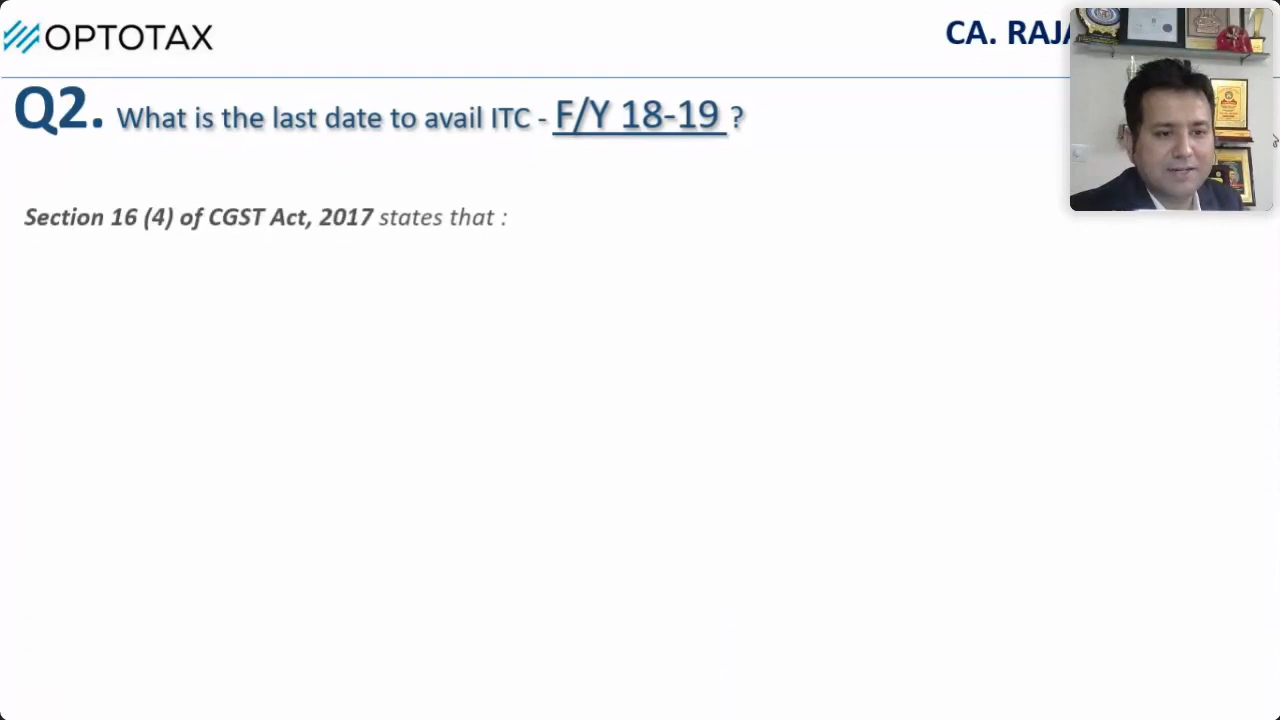 OPTOTAX
CA.
Q2. What is the last date to avail ITC - F/Y 18-19 ?
Section 16 (4) of CGST Act, 2017 states that :